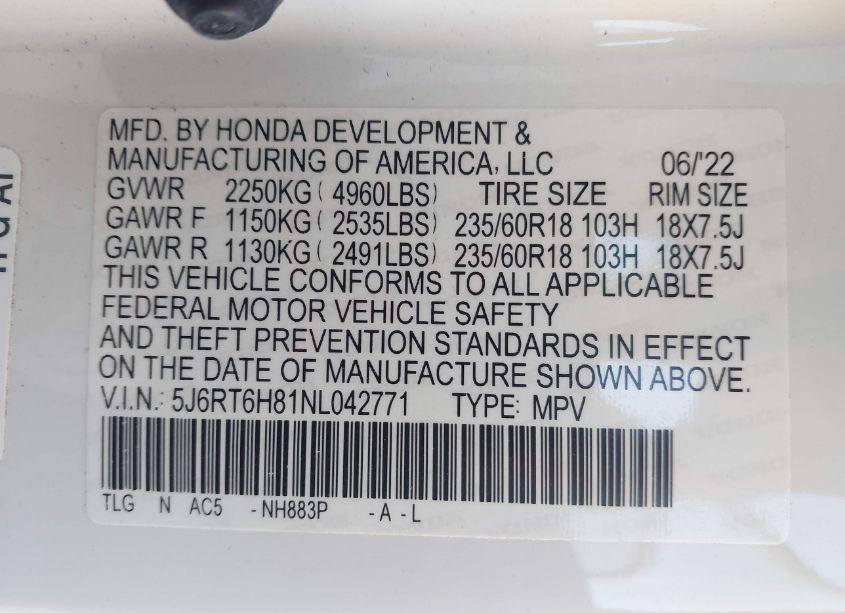 MFD. BY HONDA DEVELOPMENT &
MANUFACTURING OF AMERICA, LLC 06/'22
GVWR 2250KG ( 4960LBS) TIRE SIZE RIM SIZE
GAWR F 1150KG ( 2535LBS) 235/60R18 103H 18X7.5J
GAWR R 1130KG ( 2491LBS) 235/60R18 103H 18X7.5J
THIS VEHICLE CONFORMS TO ALL APPLICABLE
FEDERAL MOTOR VEHICLE SAFETY
AND THEFT PREVENTION STANDARDS IN EFFECT
ON THE DATE OF MANUFACTURE SHOWN ABOVE.
V.I.N.: 5J6RT6H81NL042771 TYPE: MPV
TLG N AC5 -NH883P -A -L